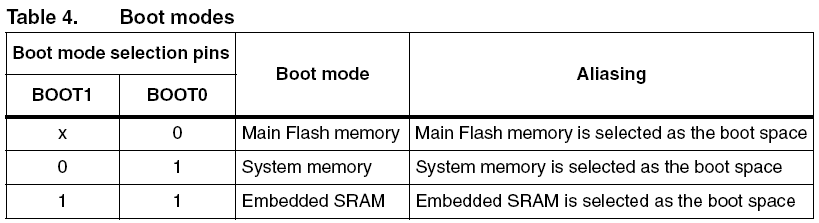 Table 4. Boot modes
Boot mode selection pins Boot mode Aliasing
BOOT1 BOOT0
x 0 Main Flash memory Main Flash memory is selected as the boot space
0 1 System memory System memory is selected as the boot space
1 1 Embedded SRAM Embedded SRAM is selected as the boot space